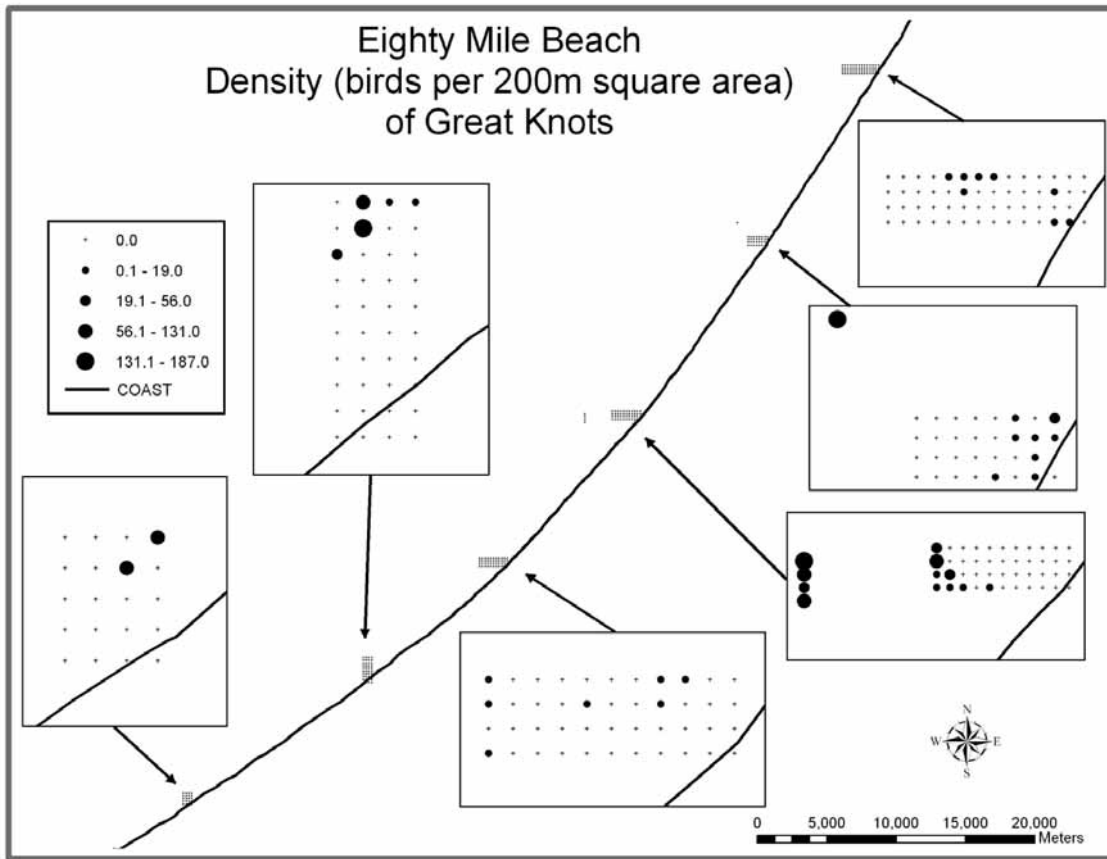 Eighty Mile Beach
Density (birds per 200m square area)
of Great Knots
0.0
0.1 - 19.0
19.1 - 56.0
56.1 - 131.0
131.1 - 187.0
COAST
N
W E
S
0 5,000 10,000 15,000 20,000
Meters